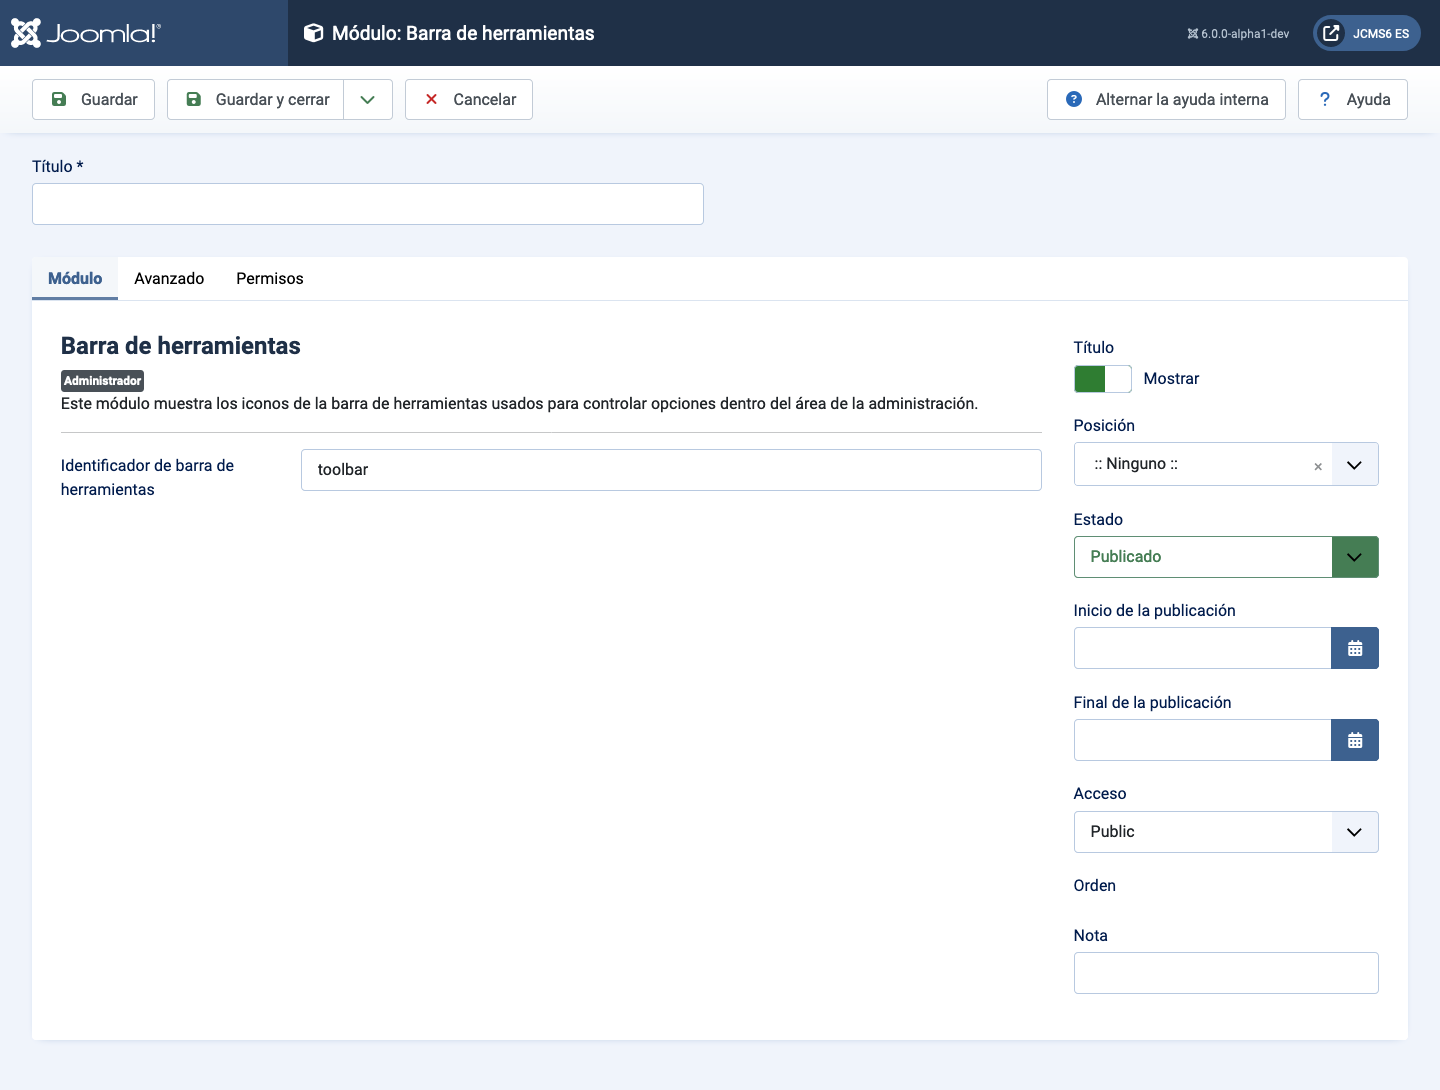 Joomla!®
Módulo: Barra de herramientas
6.0.0-alpha1-dev
JCMS6 ES
Guardar
Guardar y cerrar
Cancelar
Alternar la ayuda interna
Ayuda
Título *
Módulo
Avanzado
Permisos
Barra de herramientas
Administrador
Este módulo muestra los iconos de la barra de herramientas usados para controlar opciones dentro del área de la administración.
Identificador de barra de
herramientas
toolbar
Título
Mostrar
Posición
:: Ninguno ::
Estado
Publicado
Inicio de la publicación
Final de la publicación
Acceso
Public
Orden
Nota